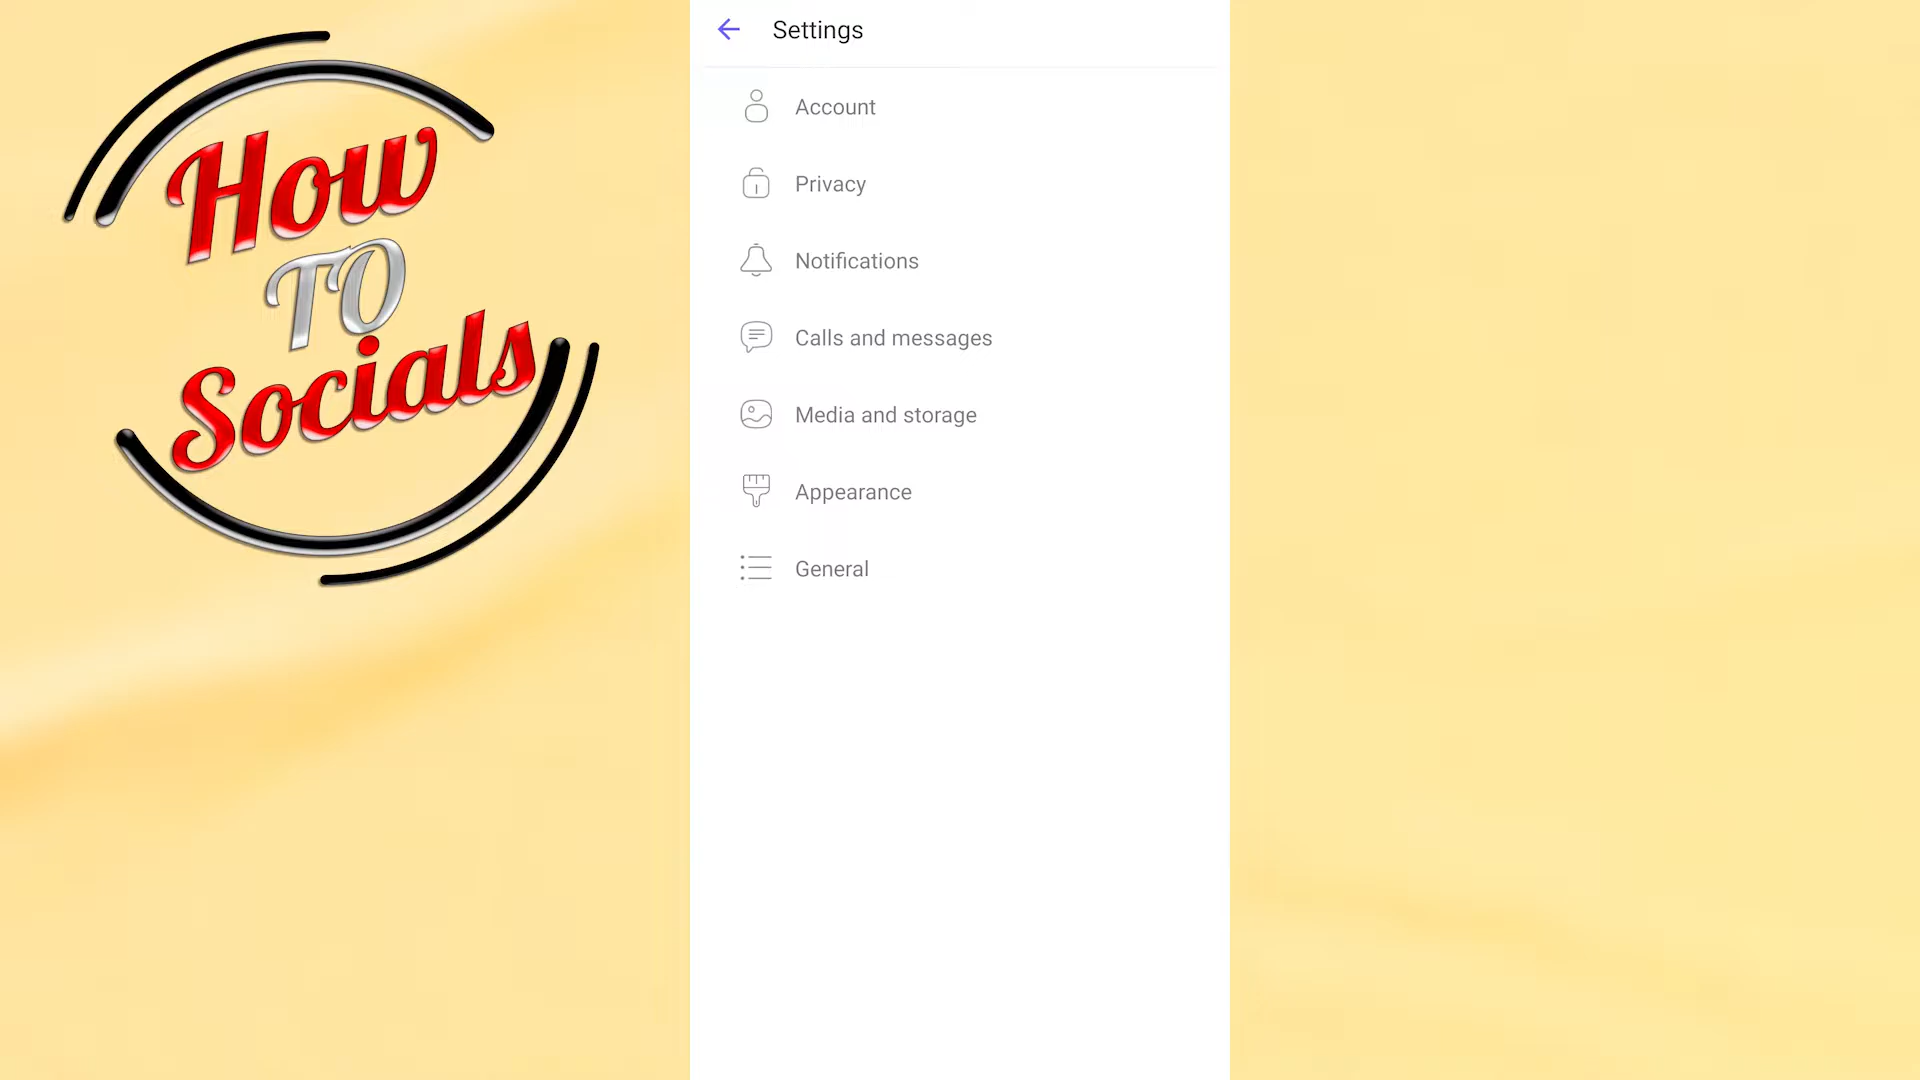 How
TO
Socials
Settings
Account
Privacy
Notifications
Calls and messages
Media and storage
Appearance
General